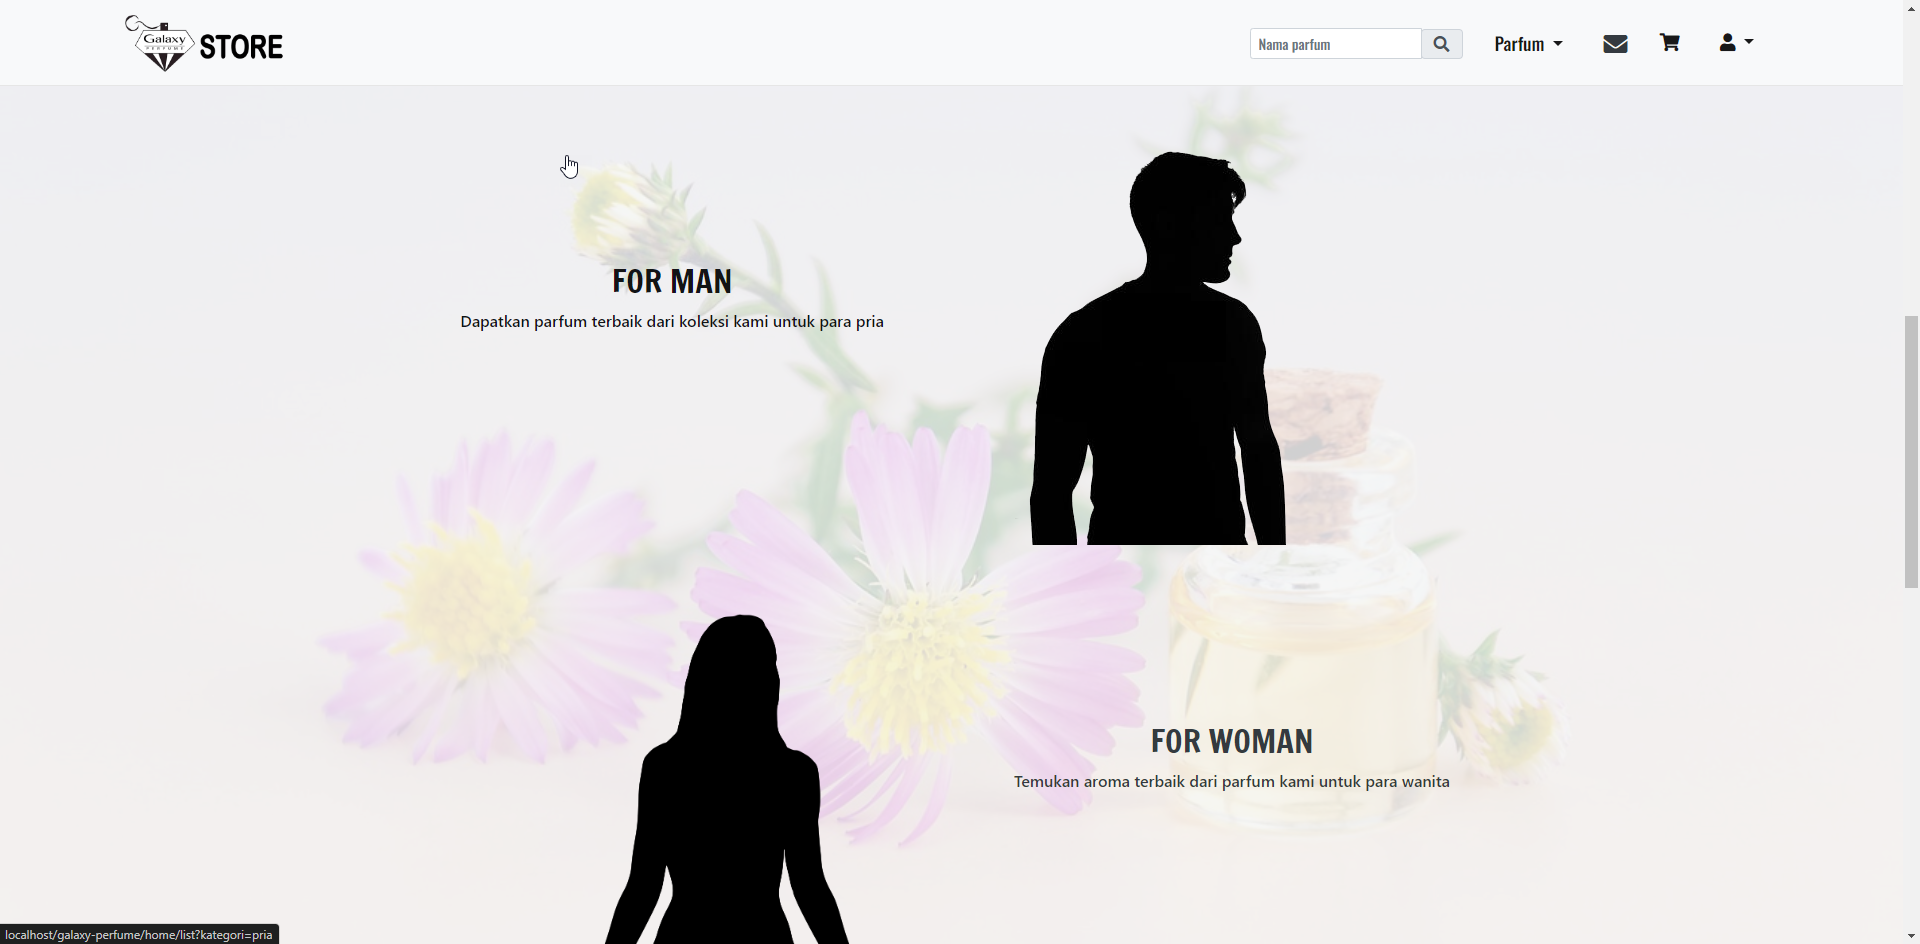 Galaxy
PERFUME
STORE
Nama parfum
Parfum
FOR MAN
Dapatkan parfum terbaik dari koleksi kami untuk para pria
FOR WOMAN
Temukan aroma terbaik dari parfum kami untuk para wanita
localhost/galaxy-perfume/home/list?kategori=pria